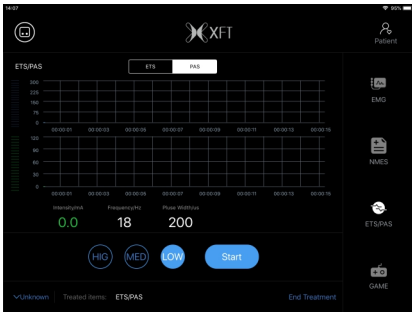 14:07
95%
XFT
Patient
ETS/PAS
ETS PAS
300
225
150
75
0
00:00:01 00:00:03 00:00:05 00:00:07 00:00:09 00:00:11 00:00:13 00:00:15
120
90
60
30
0
00:00:01 00:00:03 00:00:05 00:00:07 00:00:09 00:00:11 00:00:13 00:00:15
Intensity/mA Frequency/Hz Pluse Width/us
0.0 18 200
HIG MED LOW Start
Unknown Treated items: ETS/PAS End Treatment
EMG
NMES
ETS/PAS
GAME